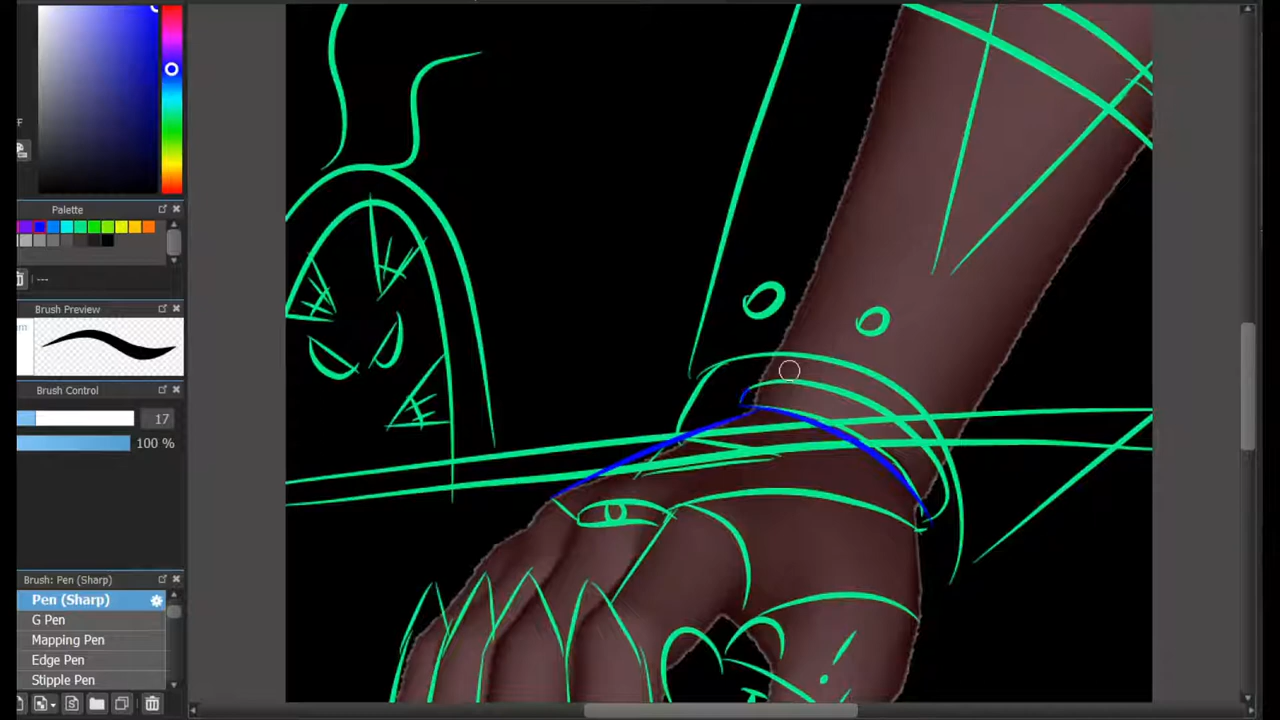 F
Palette
---
Brush Preview
Brush Control
17
100 %
Brush: Pen (Sharp)
Pen (Sharp)
G Pen
Mapping Pen
Edge Pen
Stipple Pen